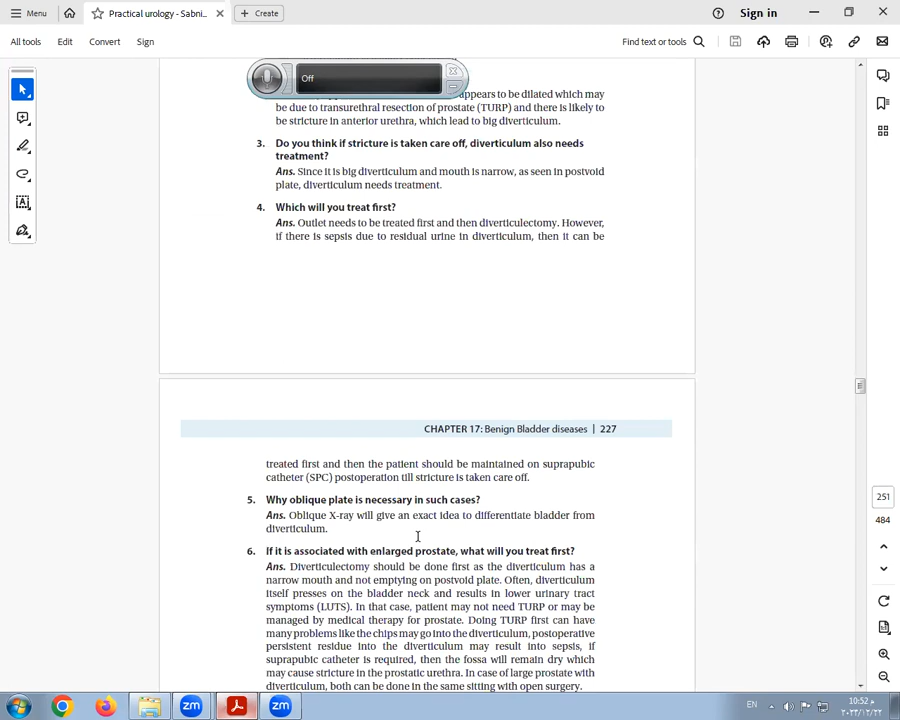 Menu
Practical urology - Sabni...
Create
Sign in
All tools
Edit
Convert
Sign
Find text or tools
Off
appears to be dilated which may
be due to transurethral resection of prostate (TURP) and there is likely to
be stricture in anterior urethra, which lead to big diverticulum.
3. Do you think if stricture is taken care off, diverticulum also needs
treatment?
Ans. Since it is big diverticulum and mouth is narrow, as seen in postvoid
plate, diverticulum needs treatment.
4. Which will you treat first?
Ans. Outlet needs to be treated first and then diverticulectomy. However,
if there is sepsis due to residual urine in diverticulum, then it can be
CHAPTER 17: Benign Bladder diseases | 227
treated first and then the patient should be maintained on suprapubic
catheter (SPC) postoperation till stricture is taken care off.
5. Why oblique plate is necessary in such cases?
Ans. Oblique X-ray will give an exact idea to differentiate bladder from
diverticulum.
6. If it is associated with enlarged prostate, what will you treat first?
Ans. Diverticulectomy should be done first as the diverticulum has a
narrow mouth and not emptying on postvoid plate. Often, diverticulum
itself presses on the bladder neck and results in lower urinary tract
symptoms (LUTS). In that case, patient may not need TURP or may be
managed by medical therapy for prostate. Doing TURP first can have
many problems like the chips may go into the diverticulum, postoperative
persistent residue into the diverticulum may result into sepsis, if
suprapubic catheter is required, then the fossa will remain dry which
may cause stricture in the prostatic urethra. In case of large prostate with
diverticulum, both can be done in the same sitting with open surgery.
251
484
zm
zm
EN
10:52 م